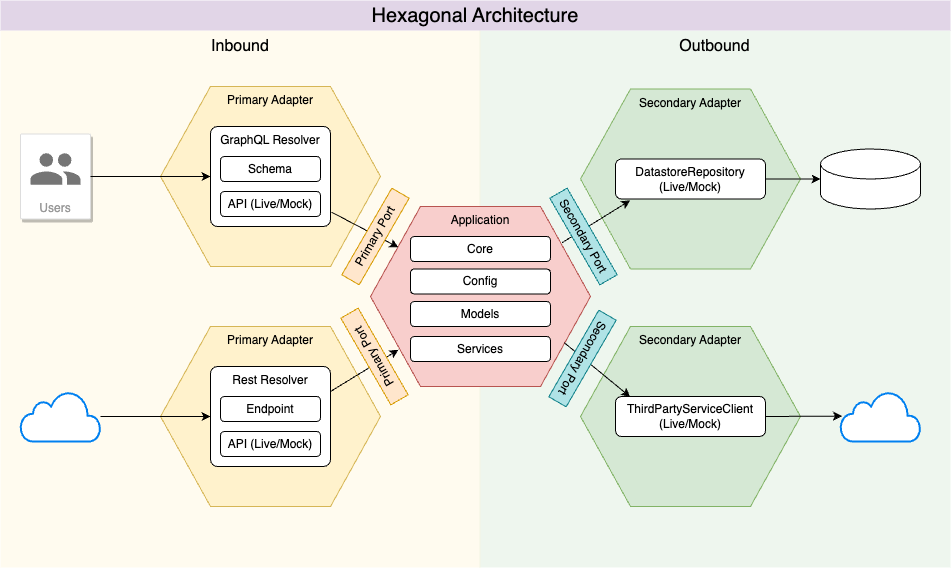 Hexagonal Architecture
Inbound
Outbound
Primary Adapter
GraphQL Resolver
Schema
API (Live/Mock)
Users
Primary Port
Application
Core
Config
Models
Services
Secondary Port
Secondary Adapter
DatastoreRepository
(Live/Mock)
Primary Adapter
Rest Resolver
Endpoint
API (Live/Mock)
Primary Port
Secondary Port
Secondary Adapter
ThirdPartyServiceClient
(Live/Mock)